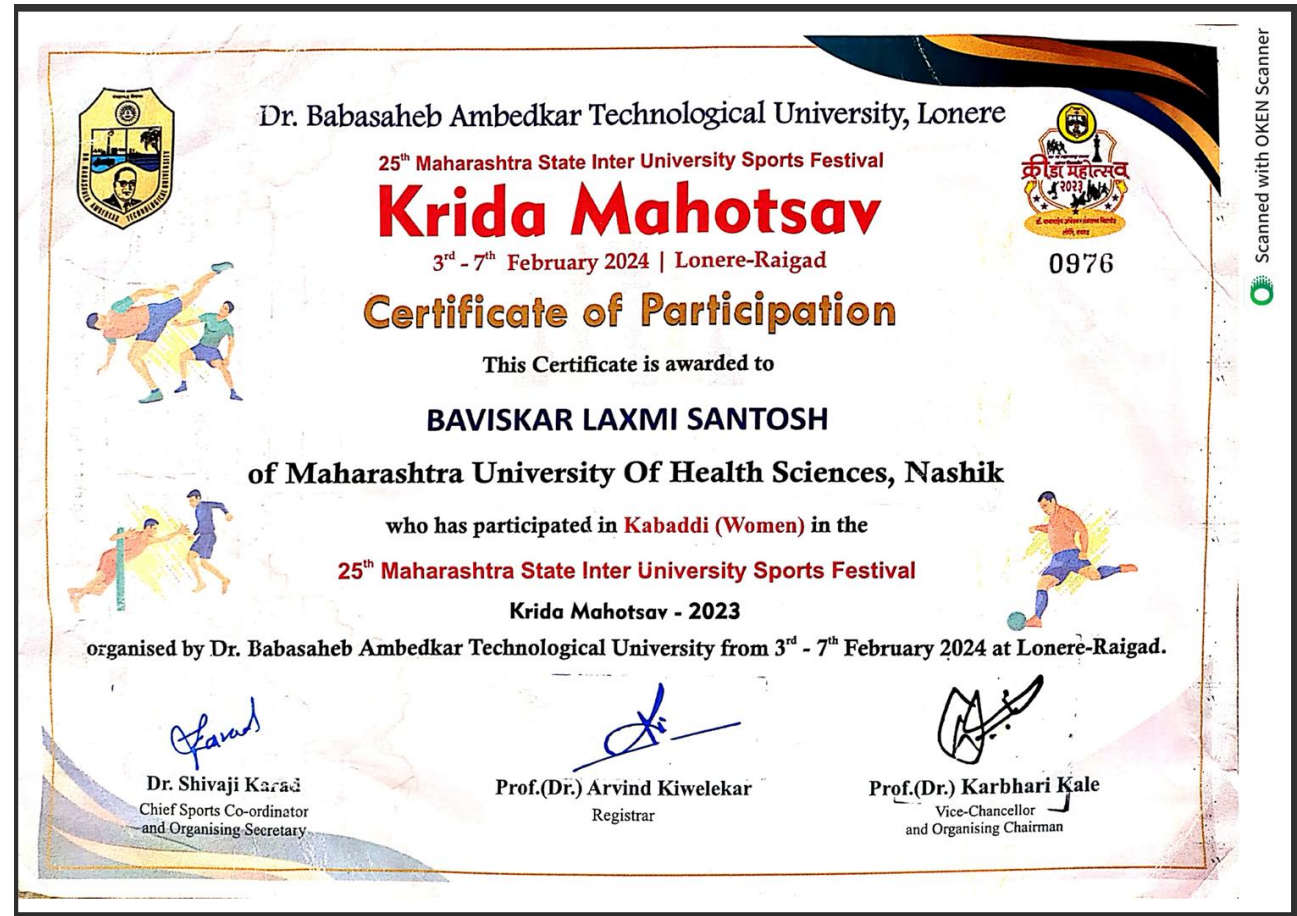 Dr. Babasaheb Ambedkar Technological University, Lonere
25th Maharashtra State Inter University Sports Festival
Krida Mahotsav
3rd - 7th February 2024 | Lonere-Raigad
क्रीडा महोत्सव
२०२३
0976
Certificate of Participation
This Certificate is awarded to
BAVISKAR LAXMI SANTOSH
of Maharashtra University Of Health Sciences, Nashik
who has participated in Kabaddi (Women) in the
25th Maharashtra State Inter University Sports Festival
Krida Mahotsav - 2023
organised by Dr. Babasaheb Ambedkar Technological University from 3rd - 7th February 2024 at Lonere-Raigad.
Karad
Dr. Shivaji Karad
Chief Sports Co-ordinator
and Organising Secretary
Prof.(Dr.) Arvind Kiwelekar
Registrar
Prof.(Dr.) Karbhari Kale
Vice-Chancellor
and Organising Chairman
Scanned with OKEN Scanner